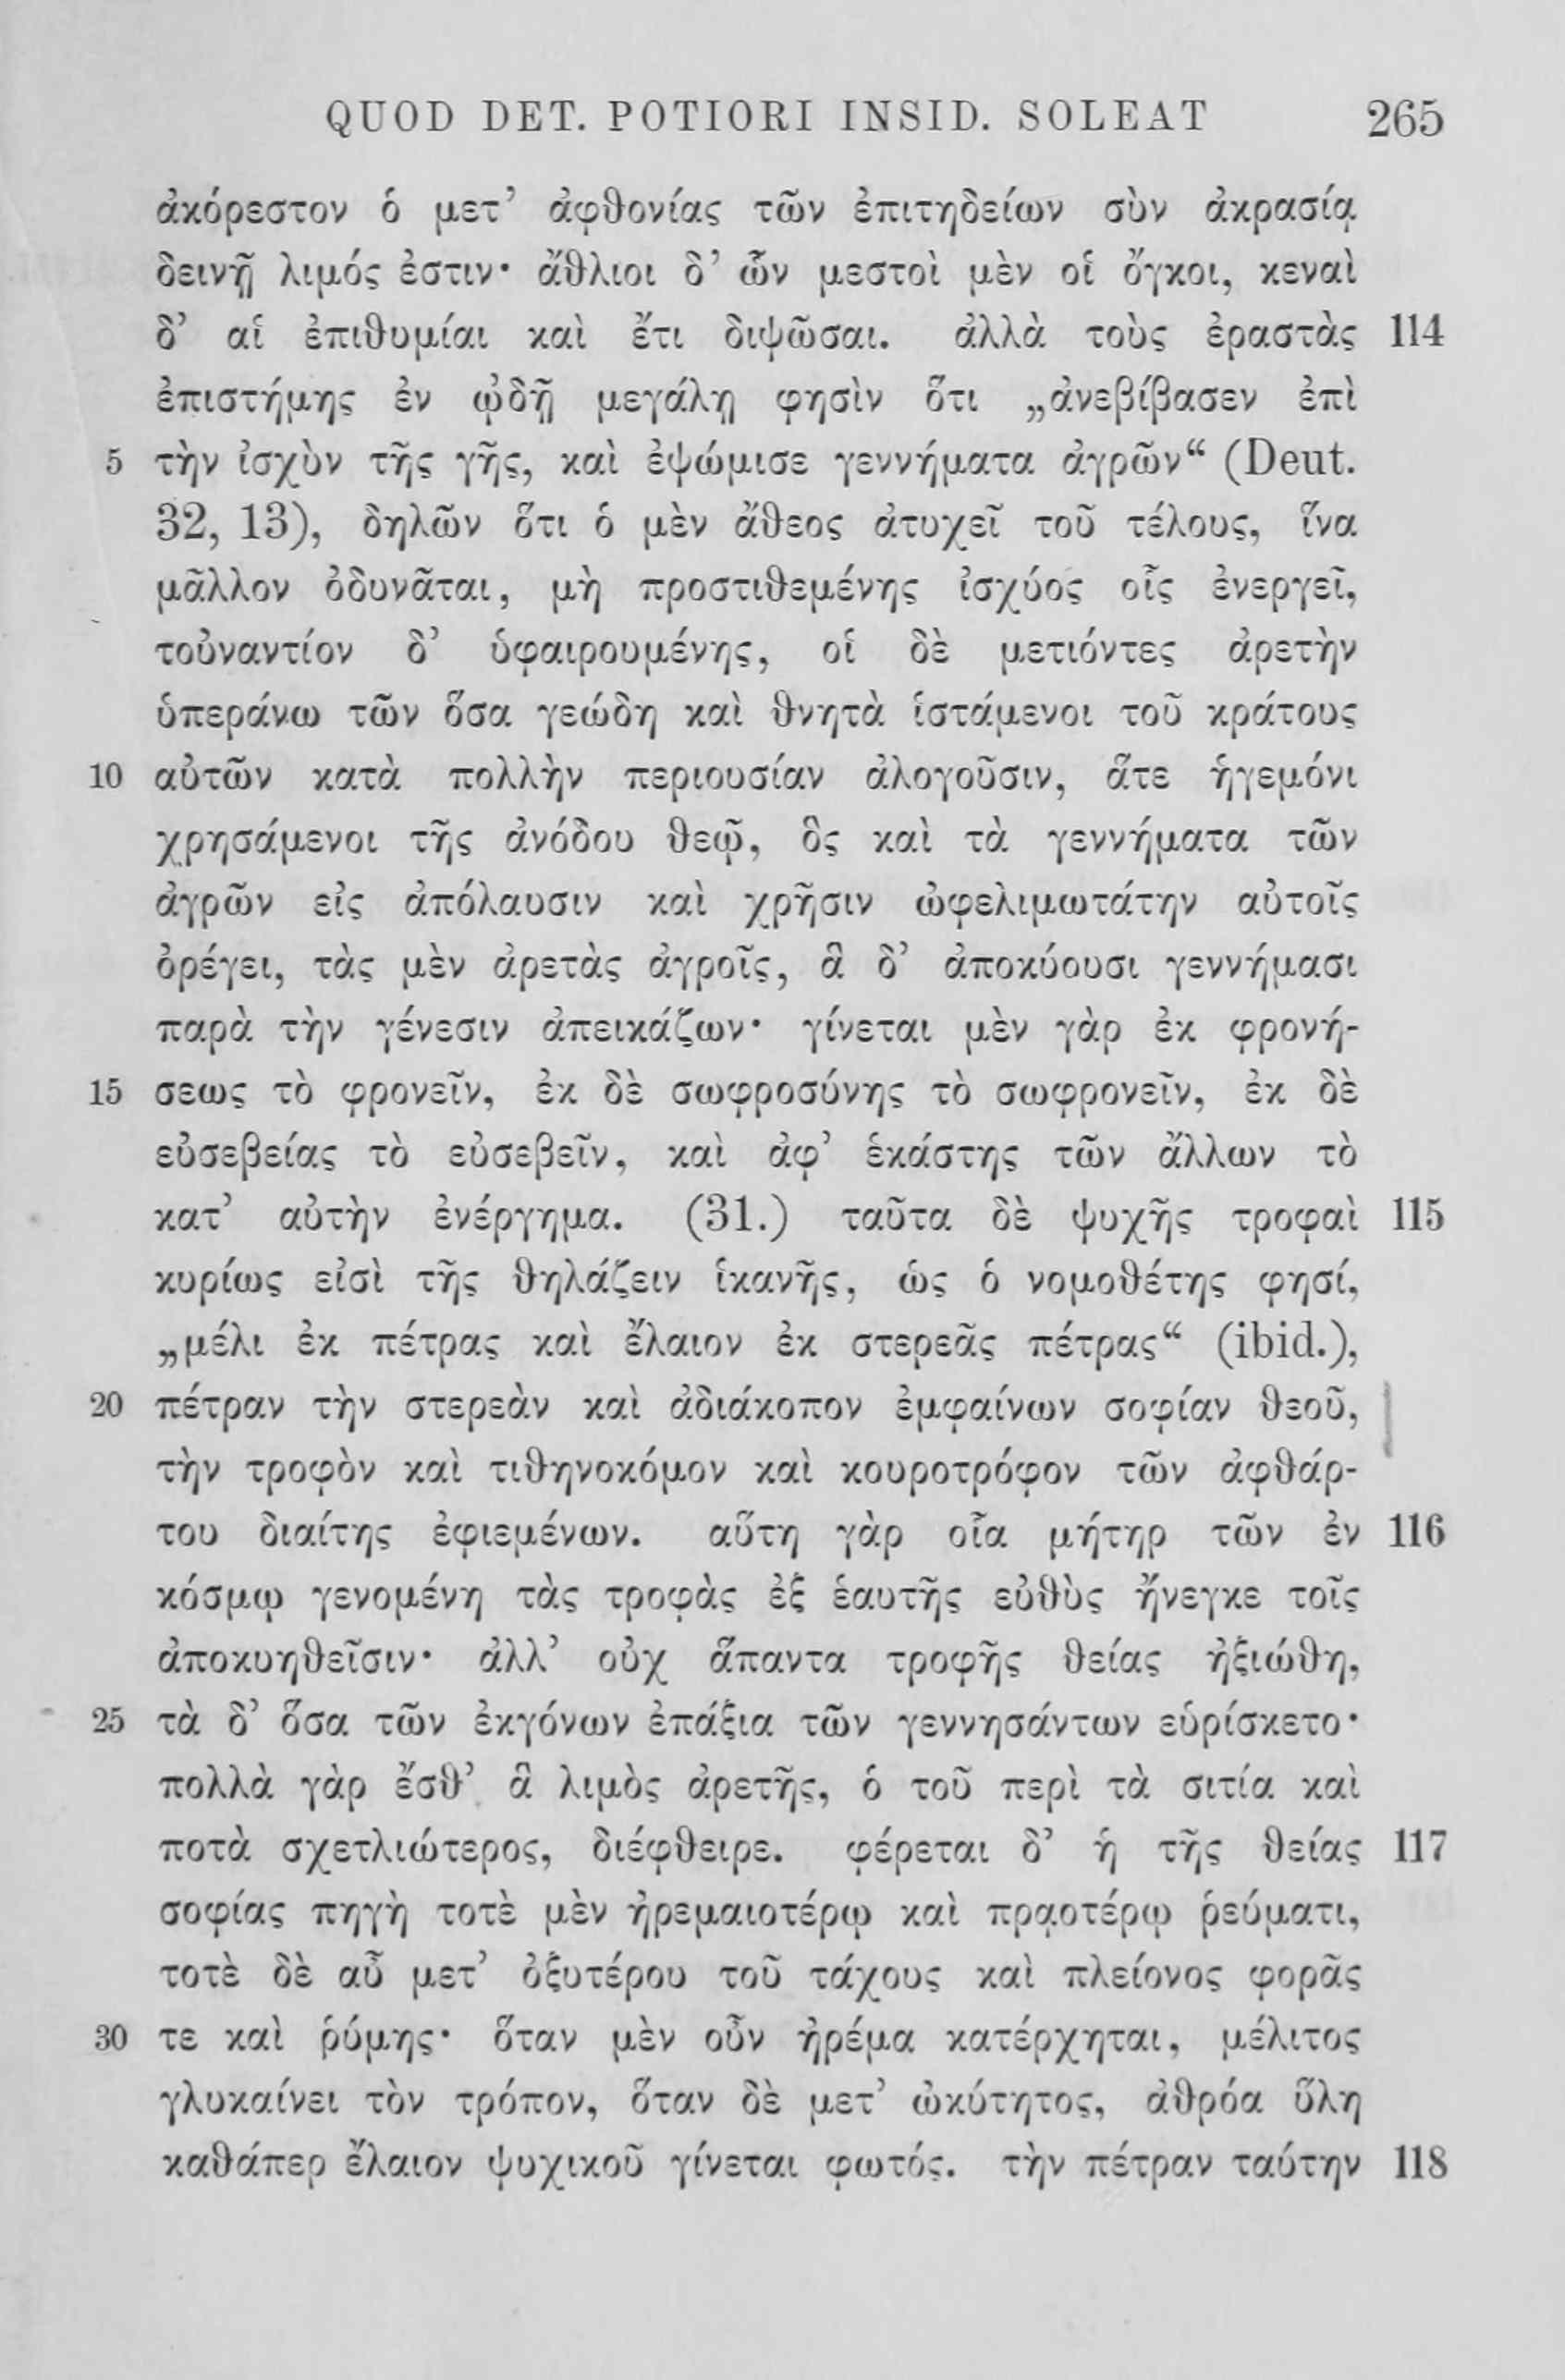 QUOD DET. POTIORI INSID. SOLEAT 265
ἀκόρεστον ὁ μετ’ ἀφθονίας τῶν ἐπιτηδείων σὺν ἀκρασίᾳ
δεινῇ λιμός ἐστιν· ἄθλιοι δ’ ὧν μεστοὶ μὲν οἱ ὄγκοι, κεναὶ
δ’ αἱ ἐπιθυμίαι καὶ ἔτι διψῶσαι. ἀλλὰ τοὺς ἐραστὰς 114
ἐπιστήμης ἐν ᾠδῇ μεγάλῃ φησὶν ὅτι „ἀνεβίβασεν ἐπὶ
5 τὴν ἰσχὺν τῆς γῆς, καὶ ἐψώμισε γεννήματα ἀγρῶν“ (Deut.
32, 13), δηλῶν ὅτι ὁ μὲν ἄθεος ἀτυχεῖ τοῦ τέλους, ἵνα
μᾶλλον ὀδυνᾶται, μὴ προστιθεμένης ἰσχύος οἷς ἐνεργεῖ,
τοὐναντίον δ’ ὑφαιρουμένης, οἱ δὲ μετιόντες ἀρετὴν
ὑπεράνω τῶν ὅσα γεώδη καὶ θνητὰ ἱστάμενοι τοῦ κράτους
10 αὐτῶν κατὰ πολλὴν περιουσίαν ἀλογοῦσιν, ἅτε ἡγεμόνι
χρησάμενοι τῆς ἀνόδου θεῷ, ὃς καὶ τὰ γεννήματα τῶν
ἀγρῶν εἰς ἀπόλαυσιν καὶ χρῆσιν ὠφελιμωτάτην αὐτοῖς
ὀρέγει, τὰς μὲν ἀρετὰς ἀγροῖς, ἃ δ’ ἀποκύουσι γεννήμασι
παρὰ τὴν γένεσιν ἀπεικάζων· γίνεται μὲν γὰρ ἐκ φρονή-
15 σεως τὸ φρονεῖν, ἐκ δὲ σωφροσύνης τὸ σωφρονεῖν, ἐκ δὲ
εὐσεβείας τὸ εὐσεβεῖν, καὶ ἀφ’ ἑκάστης τῶν ἄλλων τὸ
κατ’ αὐτὴν ἐνέργημα. (31.) ταῦτα δὲ ψυχῆς τροφαὶ 115
κυρίως εἰσὶ τῆς θηλάζειν ἱκανῆς, ὡς ὁ νομοθέτης φησί,
„μέλι ἐκ πέτρας καὶ ἔλαιον ἐκ στερεᾶς πέτρας“ (ibid.),
20 πέτραν τὴν στερεὰν καὶ ἀδιάκοπον ἐμφαίνων σοφίαν θεοῦ,
τὴν τροφὸν καὶ τιθηνοκόμον καὶ κουροτρόφον τῶν ἀφθάρ-
του διαίτης ἐφιεμένων. αὕτη γὰρ οἷα μήτηρ τῶν ἐν 116
κόσμῳ γενομένη τὰς τροφὰς ἐξ ἑαυτῆς εὐθὺς ἤνεγκε τοῖς
ἀποκυηθεῖσιν· ἀλλ’ οὐχ ἅπαντα τροφῆς θείας ἠξιώθη,
25 τὰ δ’ ὅσα τῶν ἐκγόνων ἐπάξια τῶν γεννησάντων εὑρίσκετο·
πολλὰ γὰρ ἔσθ’ ἃ λιμὸς ἀρετῆς, ὁ τοῦ περὶ τὰ σιτία καὶ
ποτὰ σχετλιώτερος, διέφθειρε. φέρεται δ’ ἡ τῆς θείας 117
σοφίας πηγὴ τοτὲ μὲν ἠρεμαιοτέρῳ καὶ πρᾳοτέρῳ ῥεύματι,
τοτὲ δὲ αὖ μετ’ ὀξυτέρου τοῦ τάχους καὶ πλείονος φορᾶς
30 τε καὶ ῥύμης· ὅταν μὲν οὖν ἠρέμα κατέρχηται, μέλιτος
γλυκαίνει τὸν τρόπον, ὅταν δὲ μετ’ ὠκύτητος, ἀθρόα ὕλη
καθάπερ ἔλαιον ψυχικοῦ γίνεται φωτός. τὴν πέτραν ταύτην 118